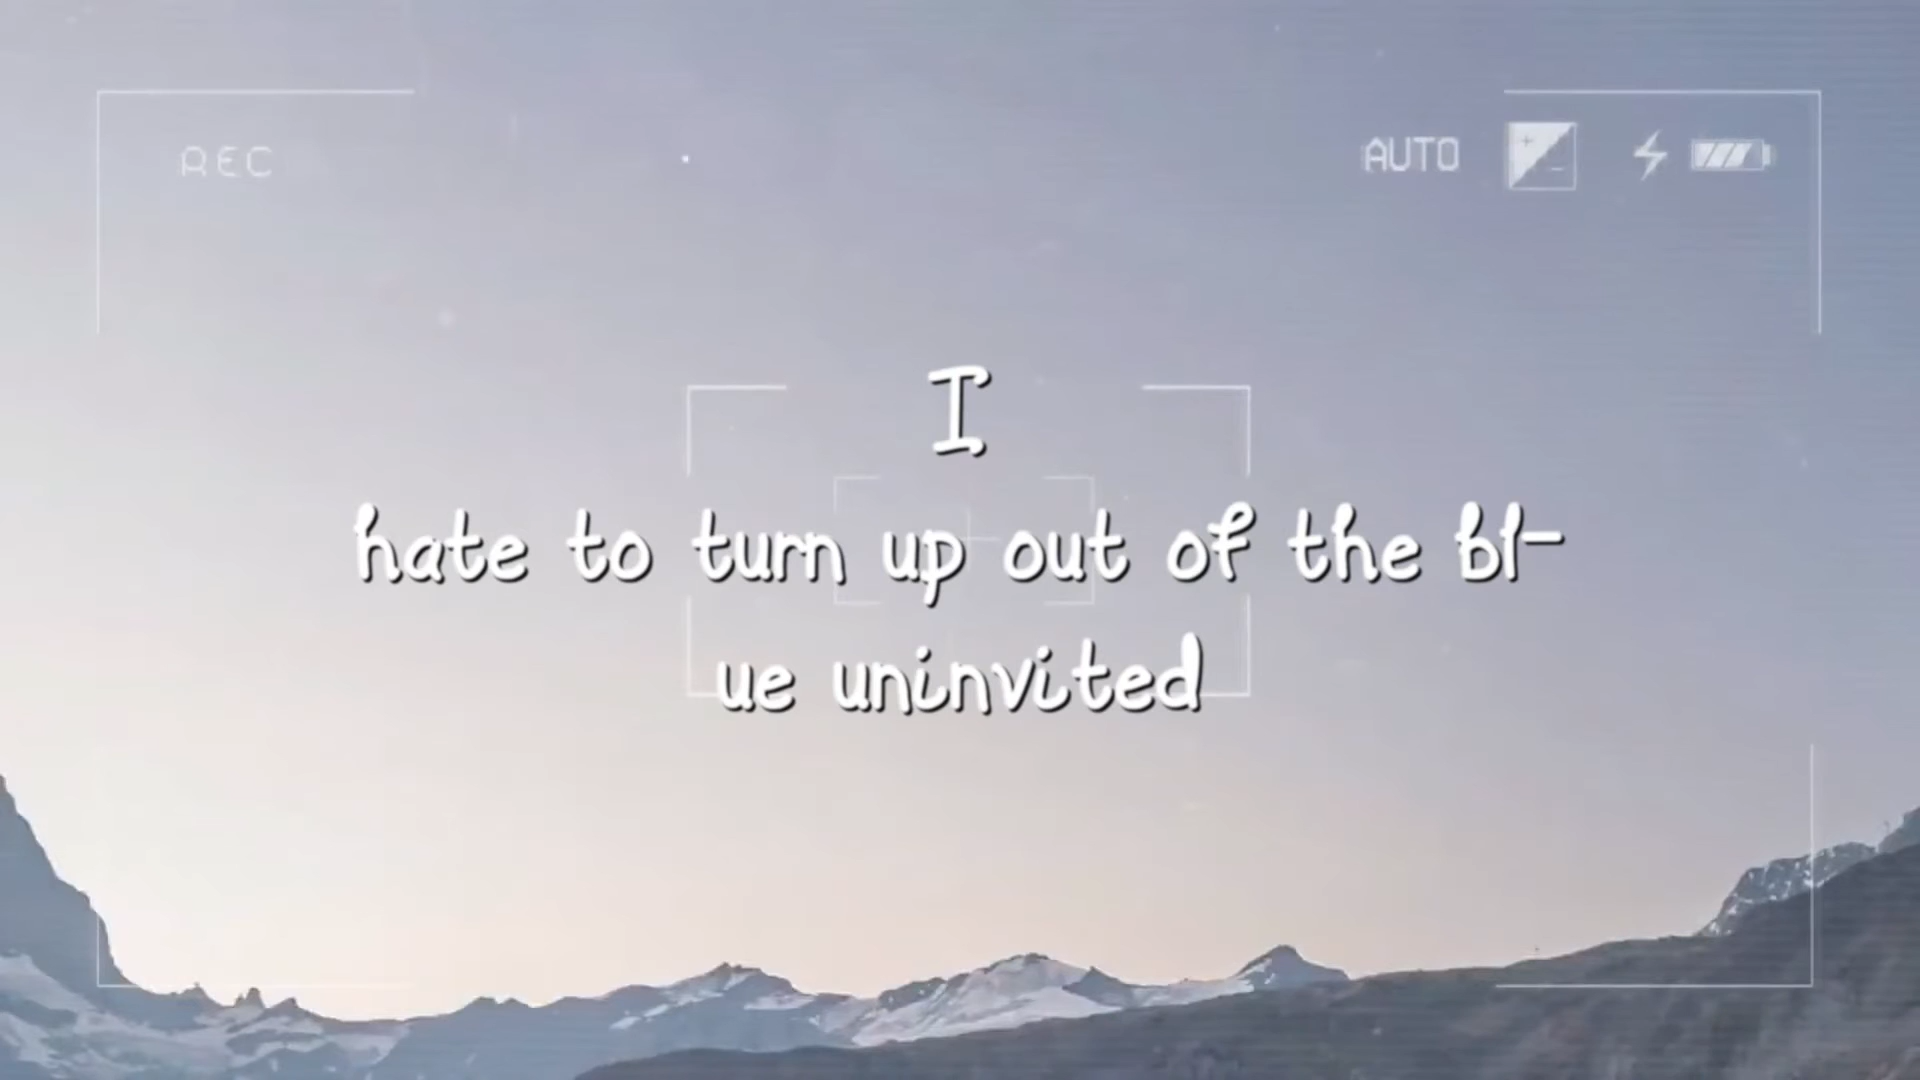 REC
AUTO
I
hate to turn up out of the bl-
ue uninvited